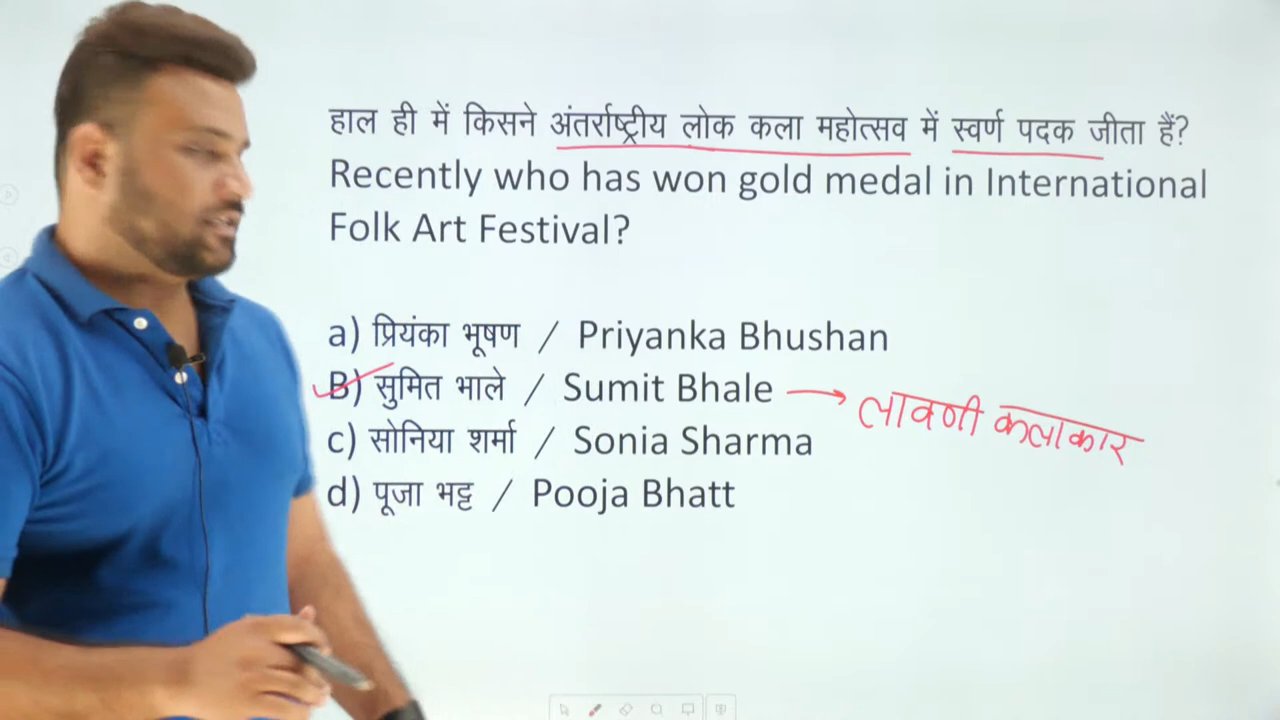 हाल ही में किसने अंतर्राष्ट्रीय लोक कला महोत्सव में स्वर्ण पदक जीता हैं?
Recently who has won gold medal in International
Folk Art Festival?
a) प्रियंका भूषण / Priyanka Bhushan
B) सुमित भाले / Sumit Bhale → लावणी कलाकार
c) सोनिया शर्मा / Sonia Sharma
d) पूजा भट्ट / Pooja Bhatt